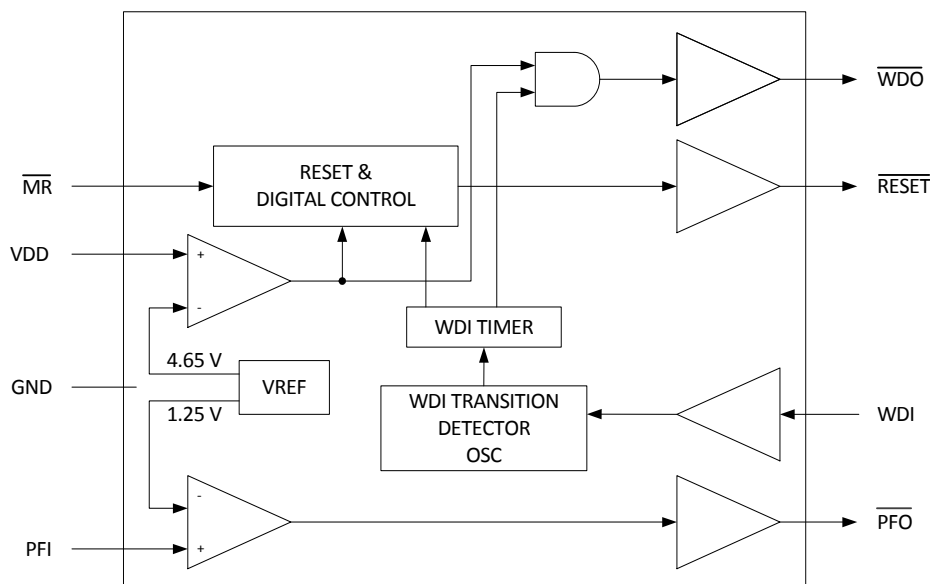 WDO
RESET &
DIGITAL CONTROL
MR
RESET
VDD
+
-
WDI TIMER
4.65 V
GND
VREF
1.25 V
WDI TRANSITION
DETECTOR
OSC
WDI
-
PFO
PFI
+